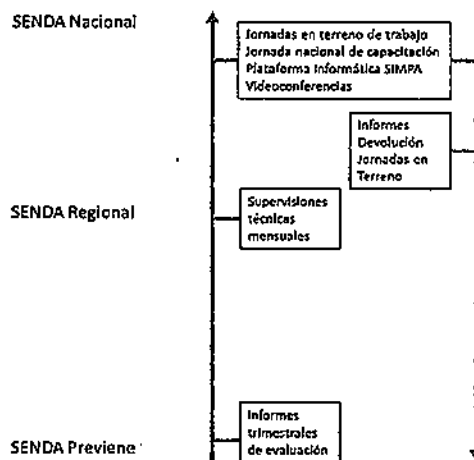 SENDA Nacional
Jornadas en terreno de trabajo
Jornada nacional de capacitación
Plataforma Informática SIMPA
Videoconferencias
Informes
Devolución
Jornadas en
Terreno
SENDA Regional
Supervisiones
técnicas
mensuales
Informes
trimestrales
de evaluación
SENDA Previene